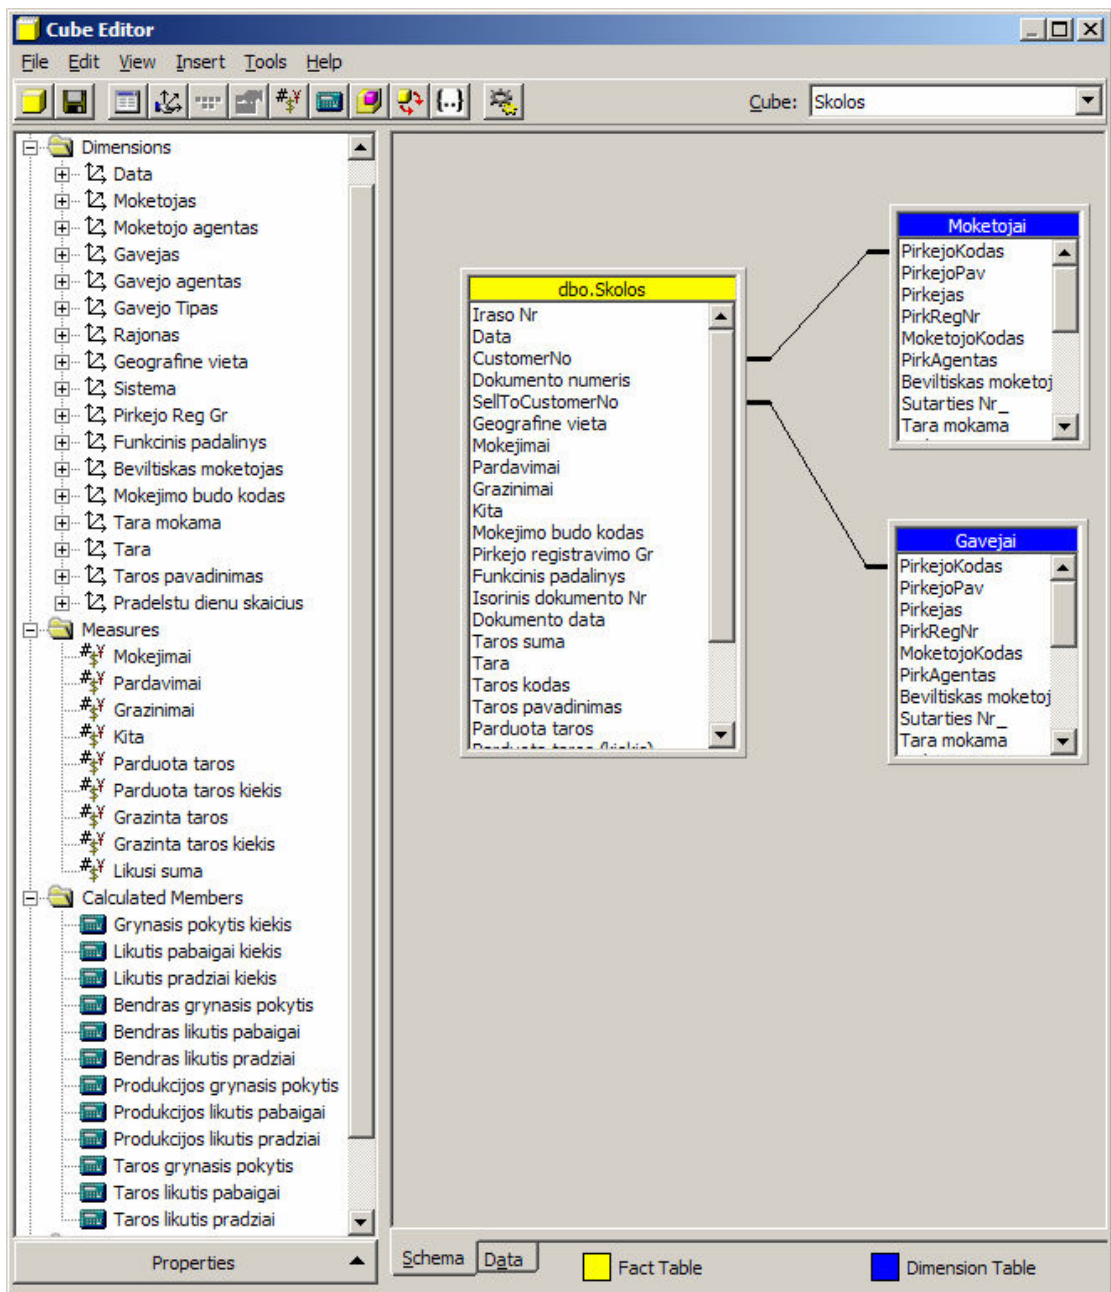 Cube Editor
File Edit View Insert Tools Help
Cube: Skolos
Dimensions
Data
Moketojas
Moketojo agentas
Gavejas
Gavejo agentas
Gavejo Tipas
Rajonas
Geografine vieta
Sistema
Pirkejo Reg Gr
Funkcinis padalinys
Beviltiskas moketojas
Mokejimo budo kodas
Tara mokama
Tara
Taros pavadinimas
Pradelstu dienu skaicius
Measures
Mokejimai
Pardavimai
Grazinimai
Kita
Parduota taros
Parduota taros kiekis
Grazinta taros
Grazinta taros kiekis
Likusi suma
Calculated Members
Grynasis pokytis kiekis
Likutis pabaigai kiekis
Likutis pradziai kiekis
Bendras grynasis pokytis
Bendras likutis pabaigai
Bendras likutis pradziai
Produkcijos grynasis pokytis
Produkcijos likutis pabaigai
Produkcijos likutis pradziai
Taros grynasis pokytis
Taros likutis pabaigai
Taros likutis pradziai
Properties
dbo.Skolos
Iraso Nr
Data
CustomerNo
Dokumento numeris
SellToCustomerNo
Geografine vieta
Mokejimai
Pardavimai
Grazinimai
Kita
Mokejimo budo kodas
Pirkejo registravimo Gr
Funkcinis padalinys
Isorinis dokumento Nr
Dokumento data
Taros suma
Tara
Taros kodas
Taros pavadinimas
Parduota taros
Parduota taros (kiekis)
Moketojai
PirkejoKodas
PirkejoPav
Pirkejas
PirkRegNr
MoketojoKodas
PirkAgentas
Beviltiskas moketoj
Sutarties Nr_
Tara mokama
Gavejai
PirkejoKodas
PirkejoPav
Pirkejas
PirkRegNr
MoketojoKodas
PirkAgentas
Beviltiskas moketoj
Sutarties Nr_
Tara mokama
Schema Data
Fact Table
Dimension Table